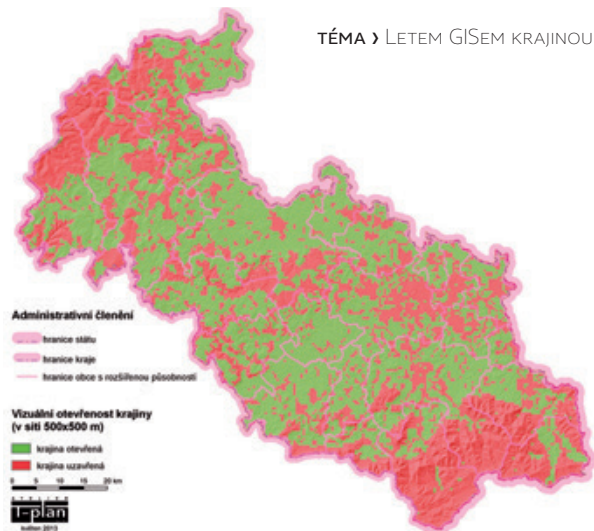 TÉMA › LETEM GISEM KRAJINOU
Administrativní členění
hranice státu
hranice kraje
hranice obce s rozšířenou působností
Vizuální otevřenost krajiny
(v síti 500x500 m)
krajina otevřená
krajina uzavřená
0 5 10 15 20 km
ATELIER
T-plan
květen 2013